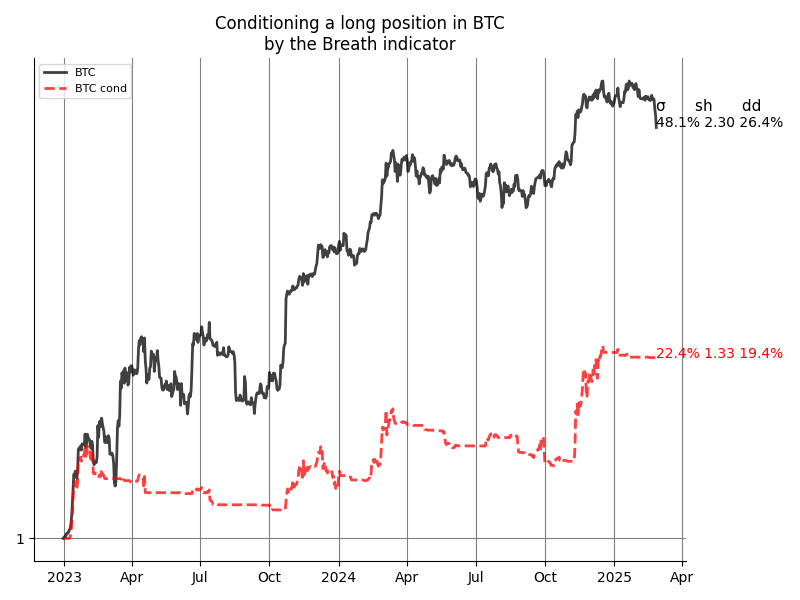 Conditioning a long position in BTC
by the Breath indicator
BTC
BTC cond
σ sh dd
48.1% 2.30 26.4%
22.4% 1.33 19.4%
1
2023 Apr Jul Oct 2024 Apr Jul Oct 2025 Apr